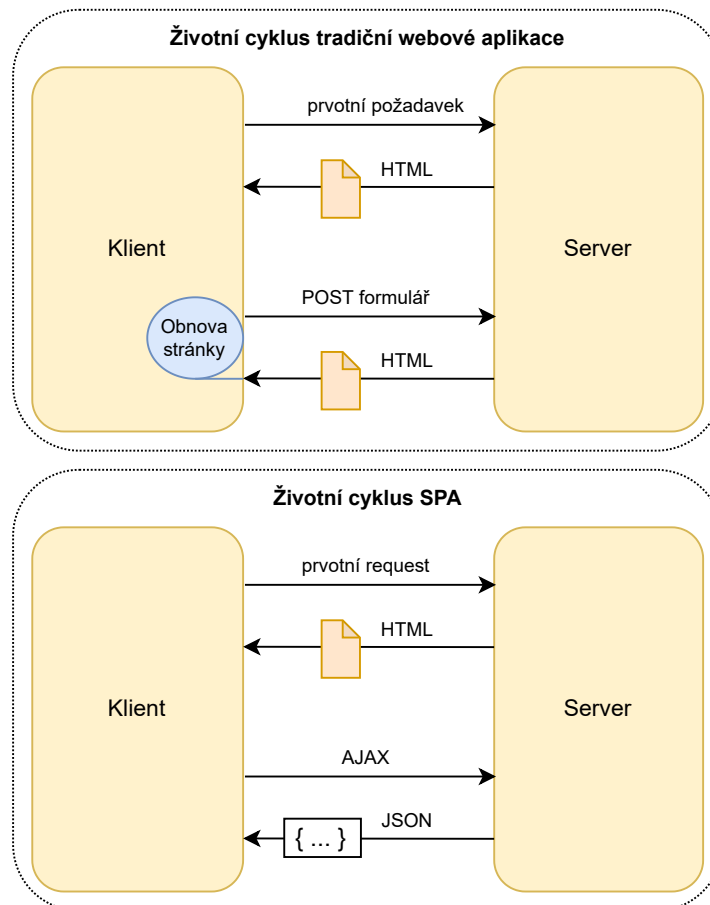 Životní cyklus tradiční webové aplikace
prvotní požadavek
HTML
Klient
Server
POST formulář
Obnova
stránky
HTML
Životní cyklus SPA
prvotní request
HTML
Klient
Server
AJAX
JSON
{ ... }